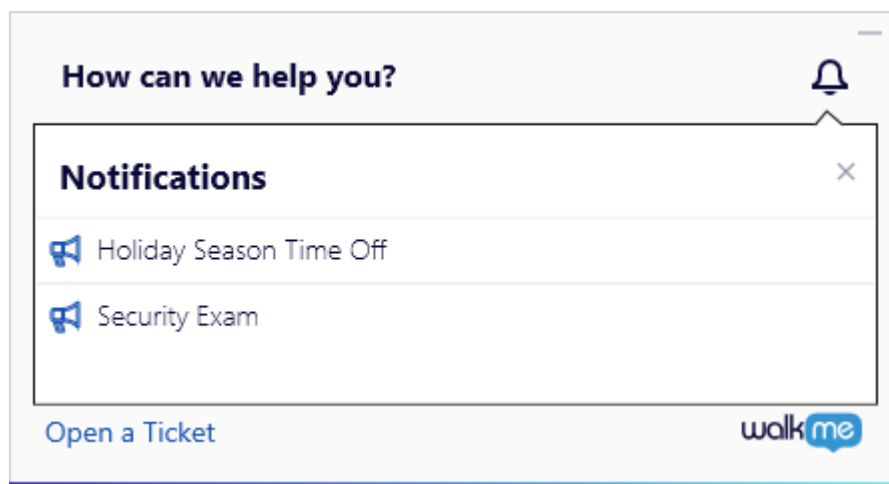 How can we help you?
Notifications
Holiday Season Time Off
Security Exam
Open a Ticket
walkme